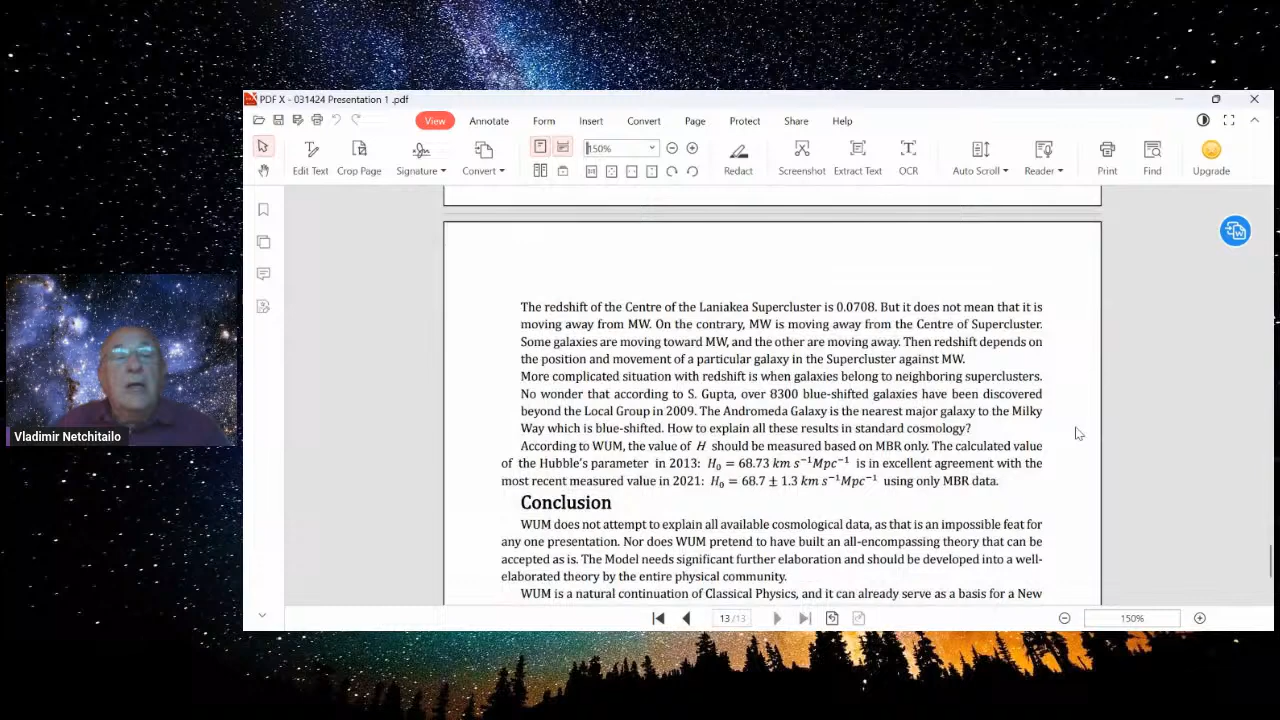 PDF X - 031424 Presentation 1 .pdf
View Annotate Form Insert Convert Page Protect Share Help
150%
Edit Text Crop Page Signature Convert Redact Screenshot Extract Text OCR Auto Scroll Reader Print Find Upgrade
The redshift of the Centre of the Laniakea Supercluster is 0.0708. But it does not mean that it is
moving away from MW. On the contrary, MW is moving away from the Centre of Supercluster.
Some galaxies are moving toward MW, and the other are moving away. Then redshift depends on
the position and movement of a particular galaxy in the Supercluster against MW.
More complicated situation with redshift is when galaxies belong to neighboring superclusters.
No wonder that according to S. Gupta, over 8300 blue-shifted galaxies have been discovered
beyond the Local Group in 2009. The Andromeda Galaxy is the nearest major galaxy to the Milky
Way which is blue-shifted. How to explain all these results in standard cosmology?
According to WUM, the value of H should be measured based on MBR only. The calculated value
of the Hubble's parameter in 2013: H₀ = 68.73 km s⁻¹Mpc⁻¹ is in excellent agreement with the
most recent measured value in 2021: H₀ = 68.7 ± 1.3 km s⁻¹Mpc⁻¹ using only MBR data.
Conclusion
WUM does not attempt to explain all available cosmological data, as that is an impossible feat for
any one presentation. Nor does WUM pretend to have built an all-encompassing theory that can be
accepted as is. The Model needs significant further elaboration and should be developed into a well-
elaborated theory by the entire physical community.
WUM is a natural continuation of Classical Physics, and it can already serve as a basis for a New
13 /13
150%
Vladimir Netchitailo